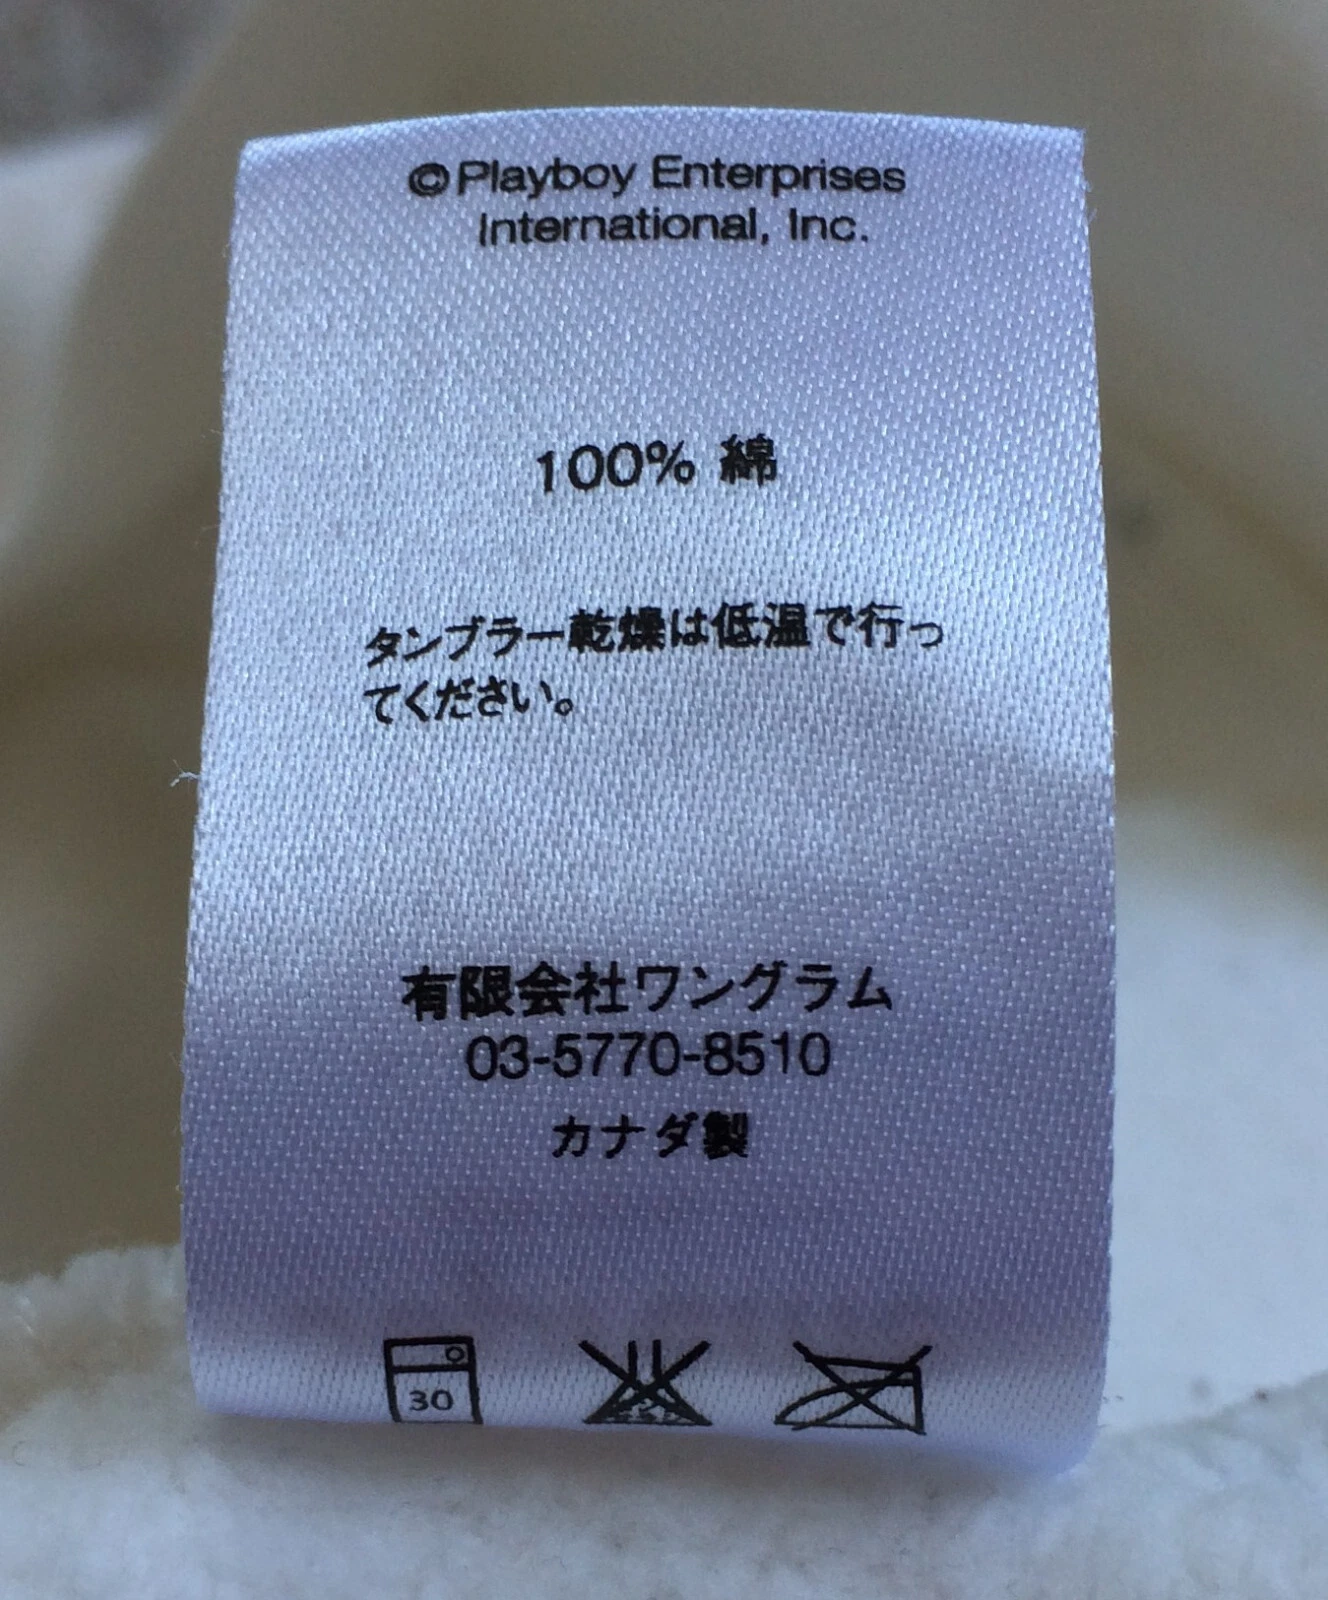 ©Playboy Enterprises
International, Inc.
100% 綿
タンブラー乾燥は低温で行っ
てください。
有限会社ワングラム
03-5770-8510
カナダ製
30